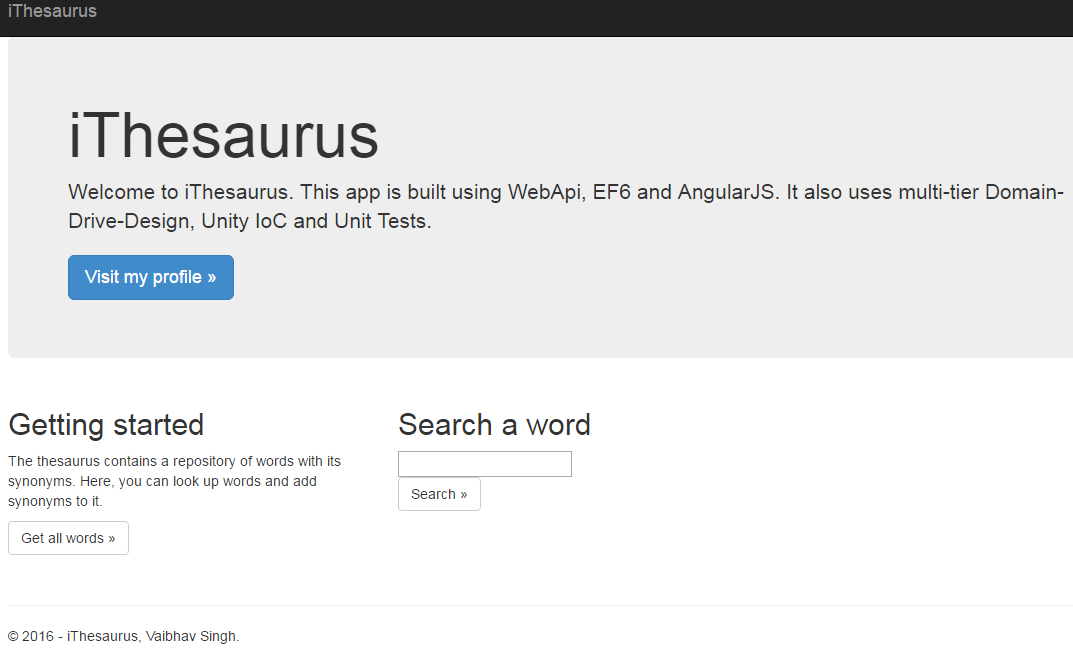 iThesaurus
iThesaurus
Welcome to iThesaurus. This app is built using WebApi, EF6 and AngularJS. It also uses multi-tier Domain-
Drive-Design, Unity IoC and Unit Tests.
Visit my profile »
Getting started
The thesaurus contains a repository of words with its
synonyms. Here, you can look up words and add
synonyms to it.
Get all words »
Search a word
Search »
© 2016 - iThesaurus, Vaibhav Singh.